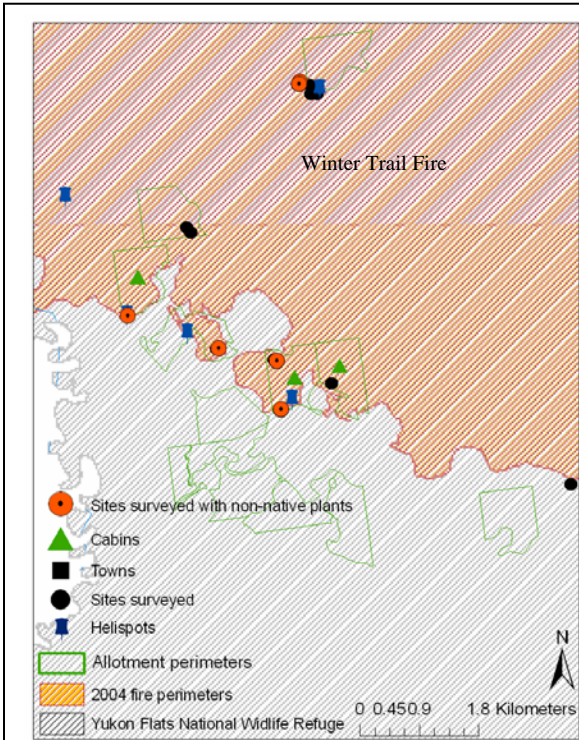 Winter Trail Fire
Sites surveyed with non-native plants
Cabins
Towns
Sites surveyed
Helispots
Allotment perimeters
2004 fire perimeters
Yukon Flats National Widlife Refuge
N
0 0.450.9 1.8 Kilometers